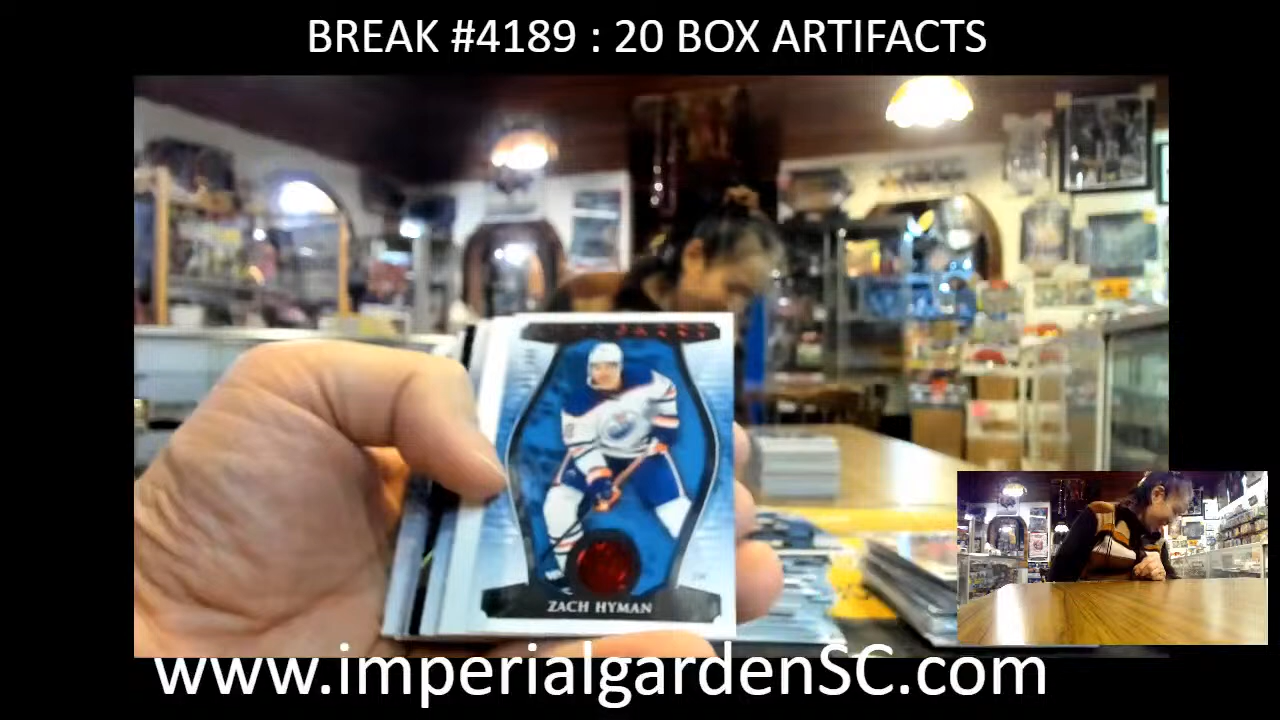 BREAK #4189 : 20 BOX ARTIFACTS
ZACH HYMAN
www.imperialgardenSC.com